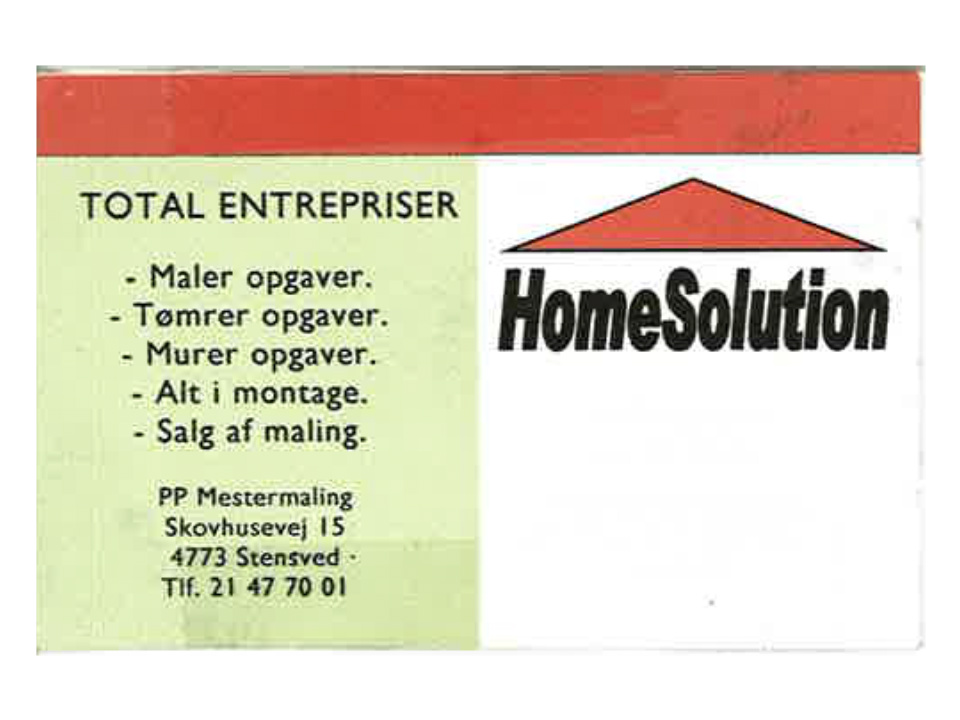 TOTAL ENTREPRISER
- Maler opgaver.
- Tømrer opgaver.
- Murer opgaver.
- Alt i montage.
- Salg af maling.
PP Mestermaling
Skovhusevej 15
4773 Stensved
Tlf. 21 47 70 01
HomeSolution